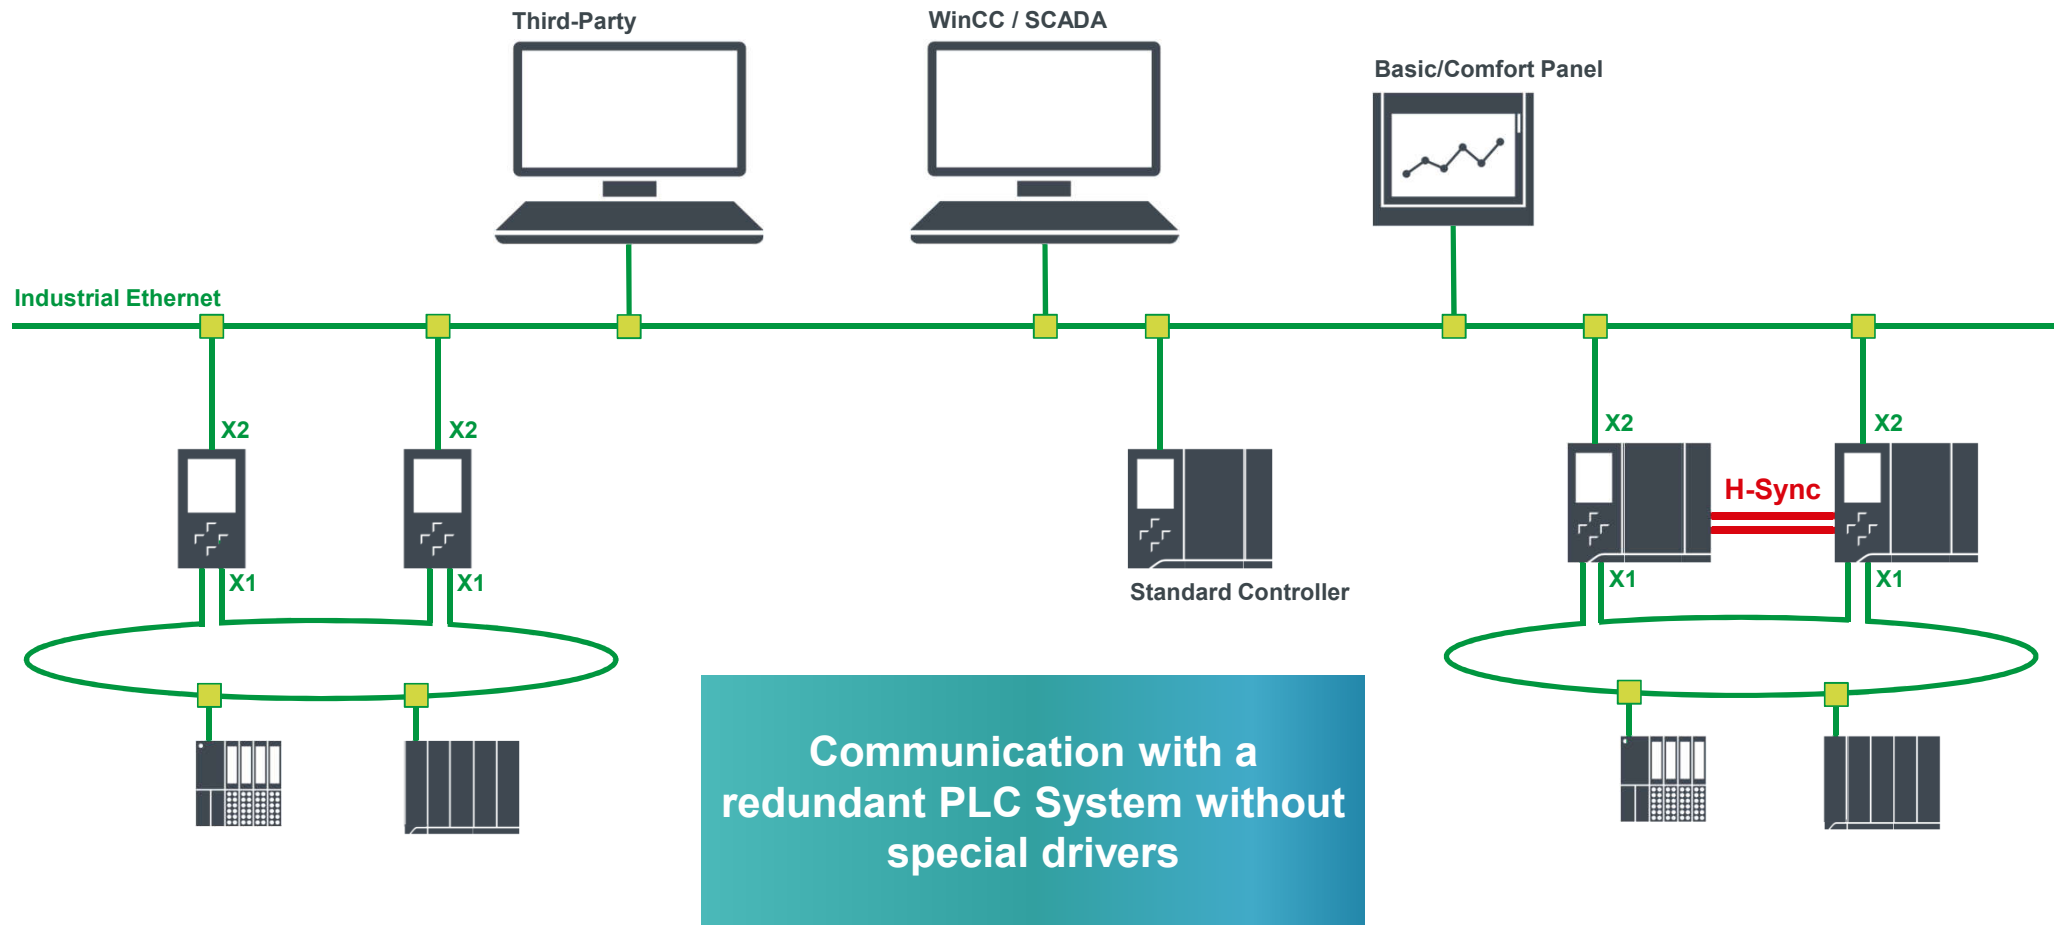 Third-Party
WinCC / SCADA
Basic/Comfort Panel
Industrial Ethernet
X2
X2
X2
X2
H-Sync
X1
X1
X1
X1
Standard Controller
Communication with a
redundant PLC System without
special drivers